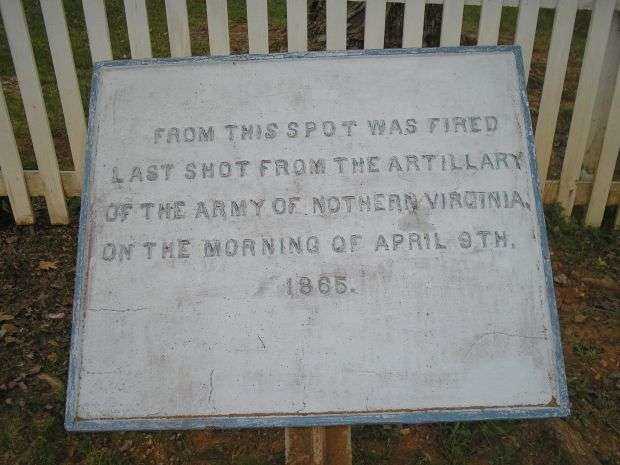 FROM THIS SPOT WAS FIRED
LAST SHOT FROM THE ARTILLARY
OF THE ARMY OF NOTHERN VIRGINIA,
ON THE MORNING OF APRIL 9TH,
1865.